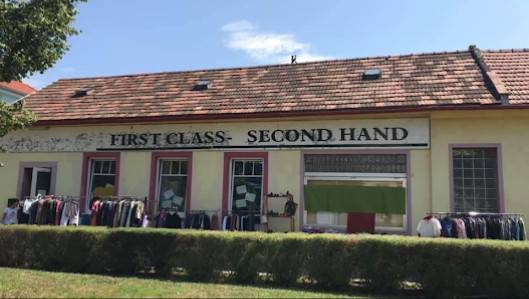 FIRST CLASS- SECOND HAND